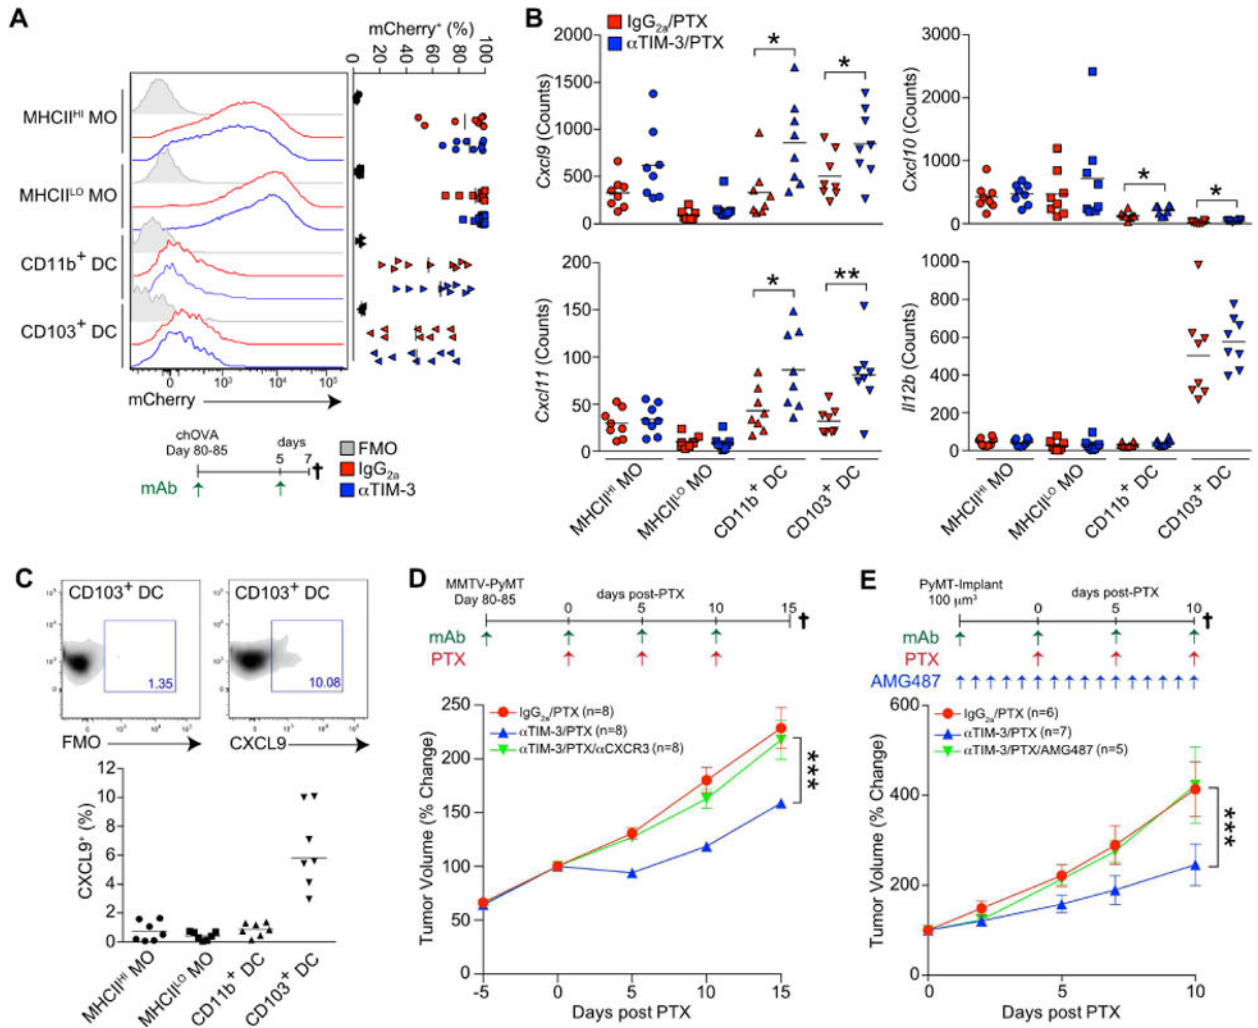 A
mCherry⁺ (%)
0 20 40 60 80 100
MHCIIᴴᴵ MO
MHCIIᴸᴼ MO
CD11b⁺ DC
CD103⁺ DC
0 10³ 10⁴ 10⁵
mCherry
chOVA
Day 80-85
days
5 7
mAb
FMO
IgG₂ₐ
αTIM-3
B
IgG₂ₐ/PTX
αTIM-3/PTX
Cxcl9 (Counts)
2000
1500
1000
500
0
* *
Cxcl10 (Counts)
3000
2000
1000
0
* *
Cxcl11 (Counts)
200
150
100
50
0
* **
Il12b (Counts)
1000
800
600
400
200
0
MHCIIᴴᴵ MO
MHCIIᴸᴼ MO
CD11b⁺ DC
CD103⁺ DC
MHCIIᴴᴵ MO
MHCIIᴸᴼ MO
CD11b⁺ DC
CD103⁺ DC
C
CD103⁺ DC
1.35
FMO
CD103⁺ DC
10.08
CXCL9
CXCL9⁺ (%)
12
10
8
6
4
2
0
MHCIIᴴᴵ MO
MHCIIᴸᴼ MO
CD11b⁺ DC
CD103⁺ DC
D
MMTV-PyMT
Day 80-85
days post-PTX
0 5 10 15
mAb
PTX
IgG₂ₐ/PTX (n=8)
αTIM-3/PTX (n=8)
αTIM-3/PTX/αCXCR3 (n=8)
Tumor Volume (% Change)
250
200
150
100
50
0
***
-5 0 5 10 15
Days post PTX
E
PyMT-Implant
100 μm³
days post-PTX
0 5 10
mAb
PTX
AMG487
IgG₂ₐ/PTX (n=6)
αTIM-3/PTX (n=7)
αTIM-3/PTX/AMG487 (n=5)
Tumor Volume (% Change)
600
400
200
0
***
0 5 10
Days post PTX